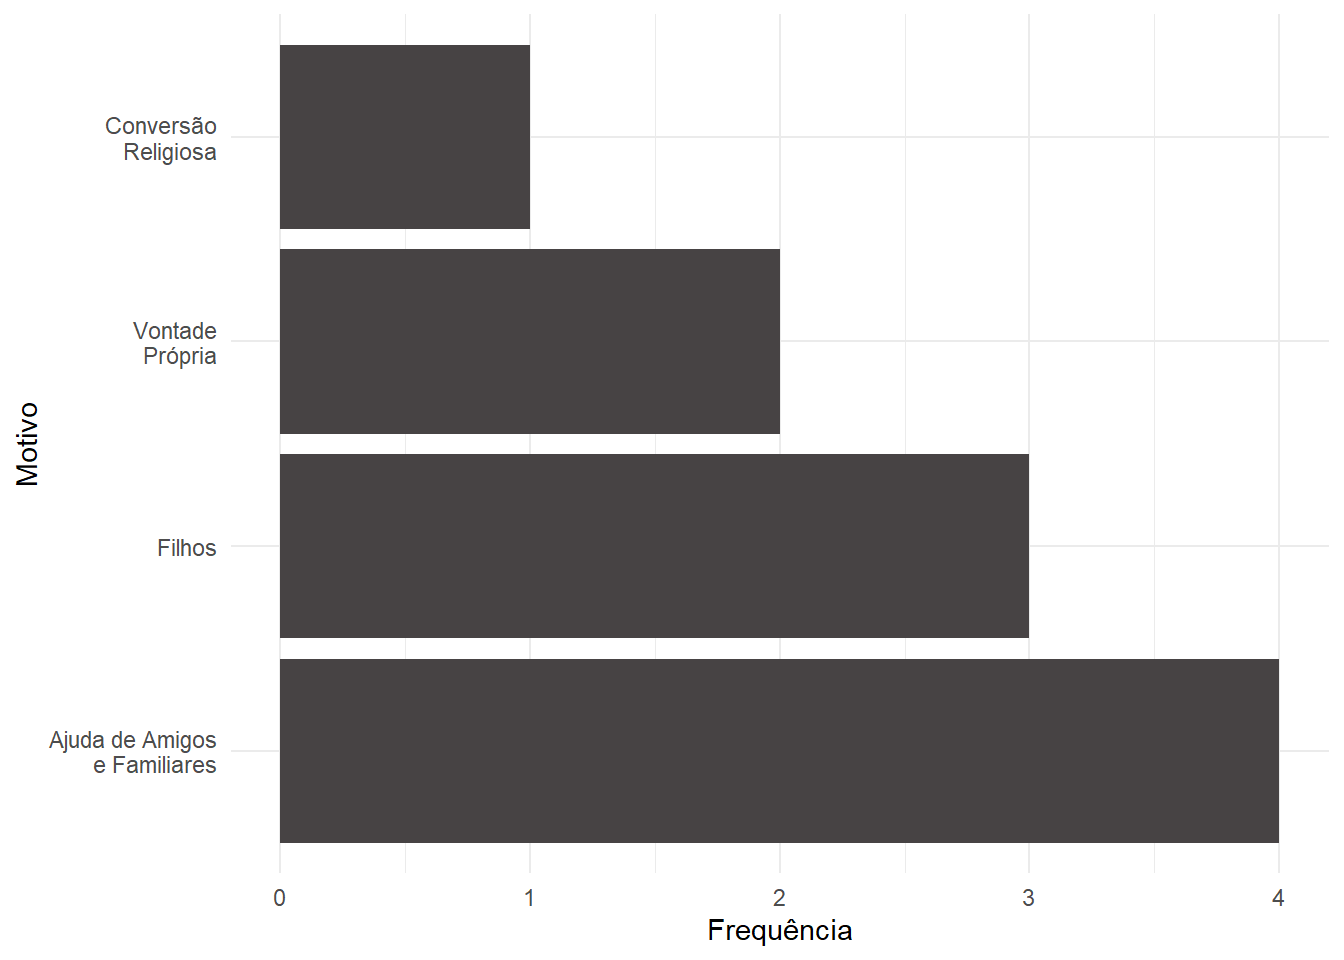 Conversão
Religiosa
Vontade
Própria
Filhos
Ajuda de Amigos
e Familiares
Motivo
0 1 2 3 4
Frequência